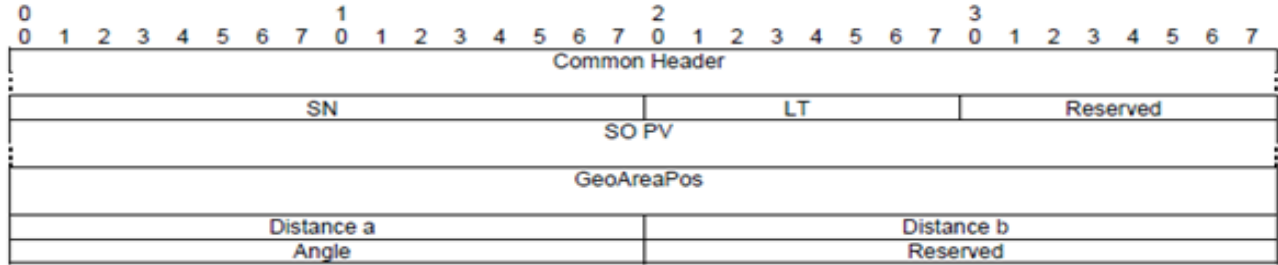 0 1 2 3
0 1 2 3 4 5 6 7 0 1 2 3 4 5 6 7 0 1 2 3 4 5 6 7 0 1 2 3 4 5 6 7
Common Header
SN LT Reserved
SO PV
GeoAreaPos
Distance a Distance b
Angle Reserved